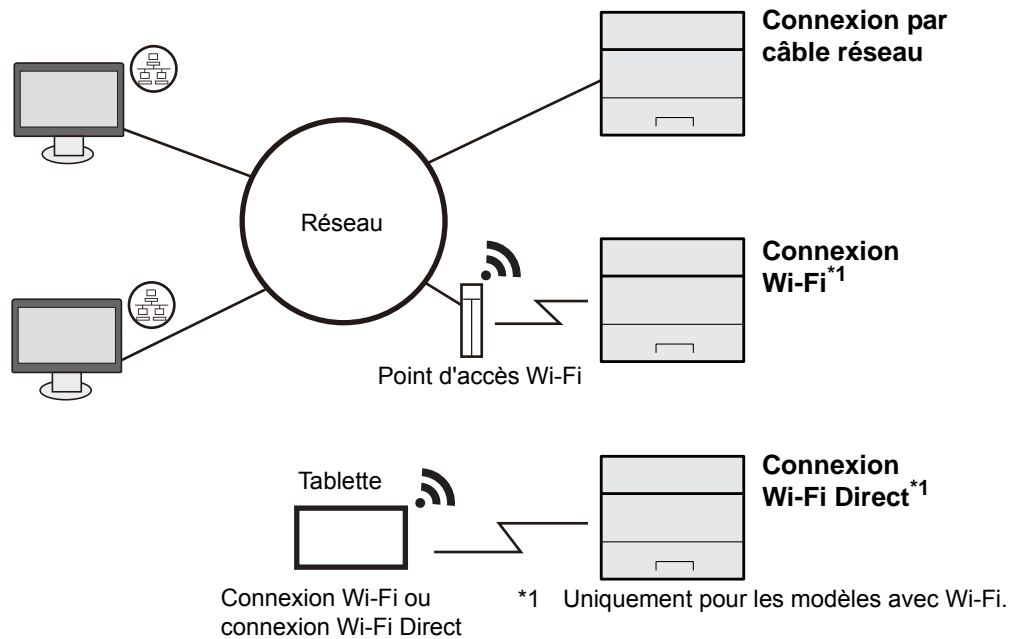 Connexion par
câble réseau
Réseau
Connexion
Wi-Fi*1
Point d'accès Wi-Fi
Tablette
Connexion
Wi-Fi Direct*1
Connexion Wi-Fi ou
connexion Wi-Fi Direct
*1 Uniquement pour les modèles avec Wi-Fi.